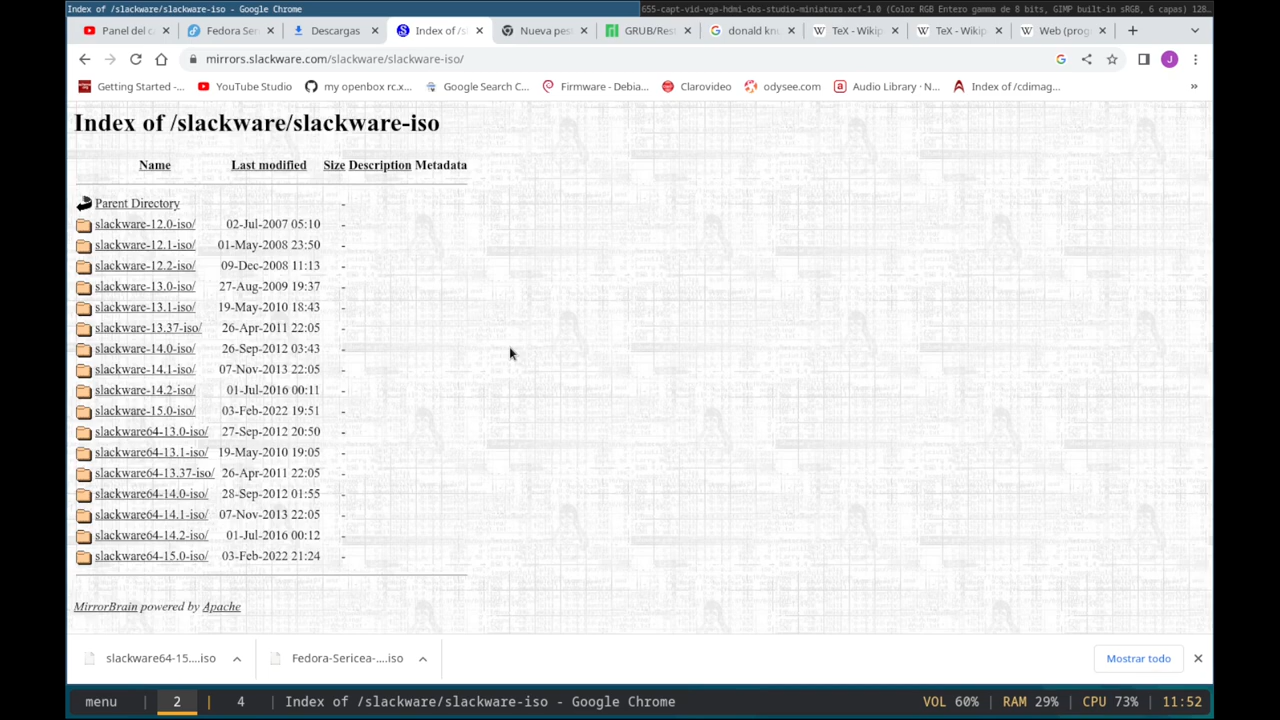 Index of /slackware/slackware-iso - Google Chrome
655-capt-vid-vga-hdmi-obs-studio-miniatura.xcf-1.0 (Color RGB Entero gamma de 8 bits, GIMP built-in sRGB, 6 capas) 128…
Panel del c
Fedora Ser
Descargas
Index of /s
Nueva pes
GRUB/Rest
donald knu
TeX - Wikip
TeX - Wikip
Web (prog
mirrors.slackware.com/slackware/slackware-iso/
J
Getting Started -...
YouTube Studio
my openbox rc.x...
Google Search C...
Firmware - Debia...
Clarovideo
odysee.com
Audio Library · N...
Index of /cdimag...
»
Index of /slackware/slackware-iso
Name Last modified Size Description Metadata
Parent Directory -
slackware-12.0-iso/ 02-Jul-2007 05:10 -
slackware-12.1-iso/ 01-May-2008 23:50 -
slackware-12.2-iso/ 09-Dec-2008 11:13 -
slackware-13.0-iso/ 27-Aug-2009 19:37 -
slackware-13.1-iso/ 19-May-2010 18:43 -
slackware-13.37-iso/ 26-Apr-2011 22:05 -
slackware-14.0-iso/ 26-Sep-2012 03:43 -
slackware-14.1-iso/ 07-Nov-2013 22:05 -
slackware-14.2-iso/ 01-Jul-2016 00:11 -
slackware-15.0-iso/ 03-Feb-2022 19:51 -
slackware64-13.0-iso/ 27-Sep-2012 20:50 -
slackware64-13.1-iso/ 19-May-2010 19:05 -
slackware64-13.37-iso/ 26-Apr-2011 22:05 -
slackware64-14.0-iso/ 28-Sep-2012 01:55 -
slackware64-14.1-iso/ 07-Nov-2013 22:05 -
slackware64-14.2-iso/ 01-Jul-2016 00:12 -
slackware64-15.0-iso/ 03-Feb-2022 21:24 -
MirrorBrain powered by Apache
slackware64-15....iso
Fedora-Sericea-....iso
Mostrar todo
menu | 2 | 4 | Index of /slackware/slackware-iso - Google Chrome VOL 60% | RAM 29% | CPU 73% | 11:52